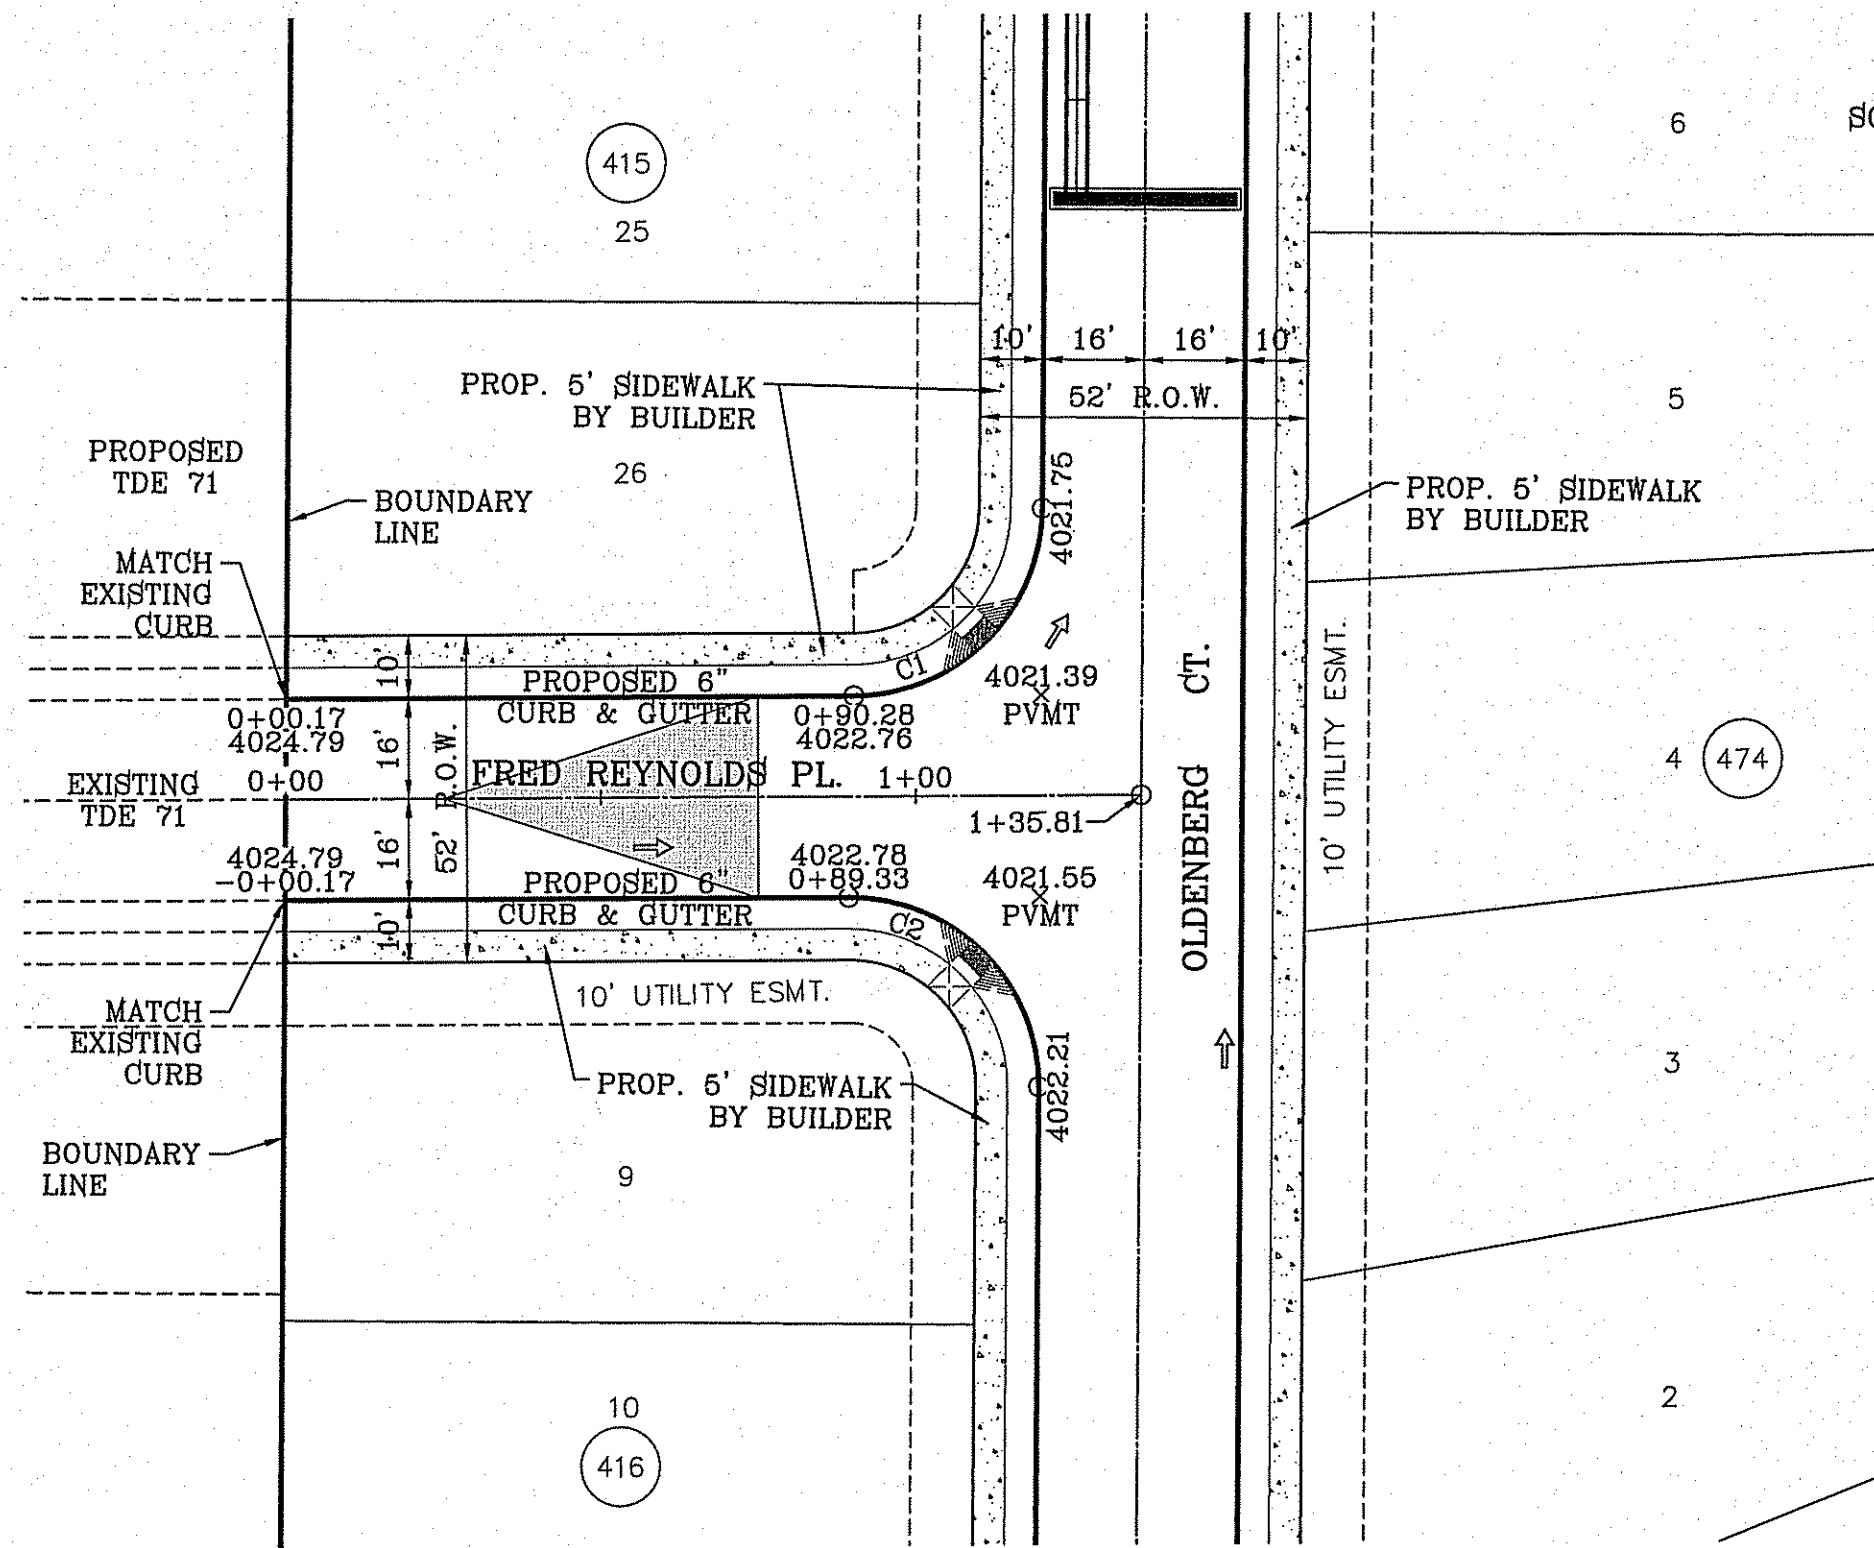 6
415
25
10' 16' 16' 10'
52' R.O.W.
PROP. 5' SIDEWALK
BY BUILDER
5
PROPOSED
TDE 71
26
BOUNDARY
LINE
4021.75
PROP. 5' SIDEWALK
BY BUILDER
MATCH
EXISTING
CURB
10'
PROPOSED 6"
CURB & GUTTER
C1
4021.39
PVMT
CT.
10' UTILITY ESMT.
0+00.17
4024.79
16'
52' R.O.W.
0+90.28
4022.76
4
474
EXISTING
TDE 71
0+00
FRED REYNOLDS PL.
1+00
OLDENBERG
1+35.81
4024.79
-0+00.17
16'
4022.78
0+89.33
4021.55
PVMT
PROPOSED 6"
CURB & GUTTER
10'
C2
10' UTILITY ESMT.
MATCH
EXISTING
CURB
4022.21
3
PROP. 5' SIDEWALK
BY BUILDER
BOUNDARY
LINE
9
2
10
416